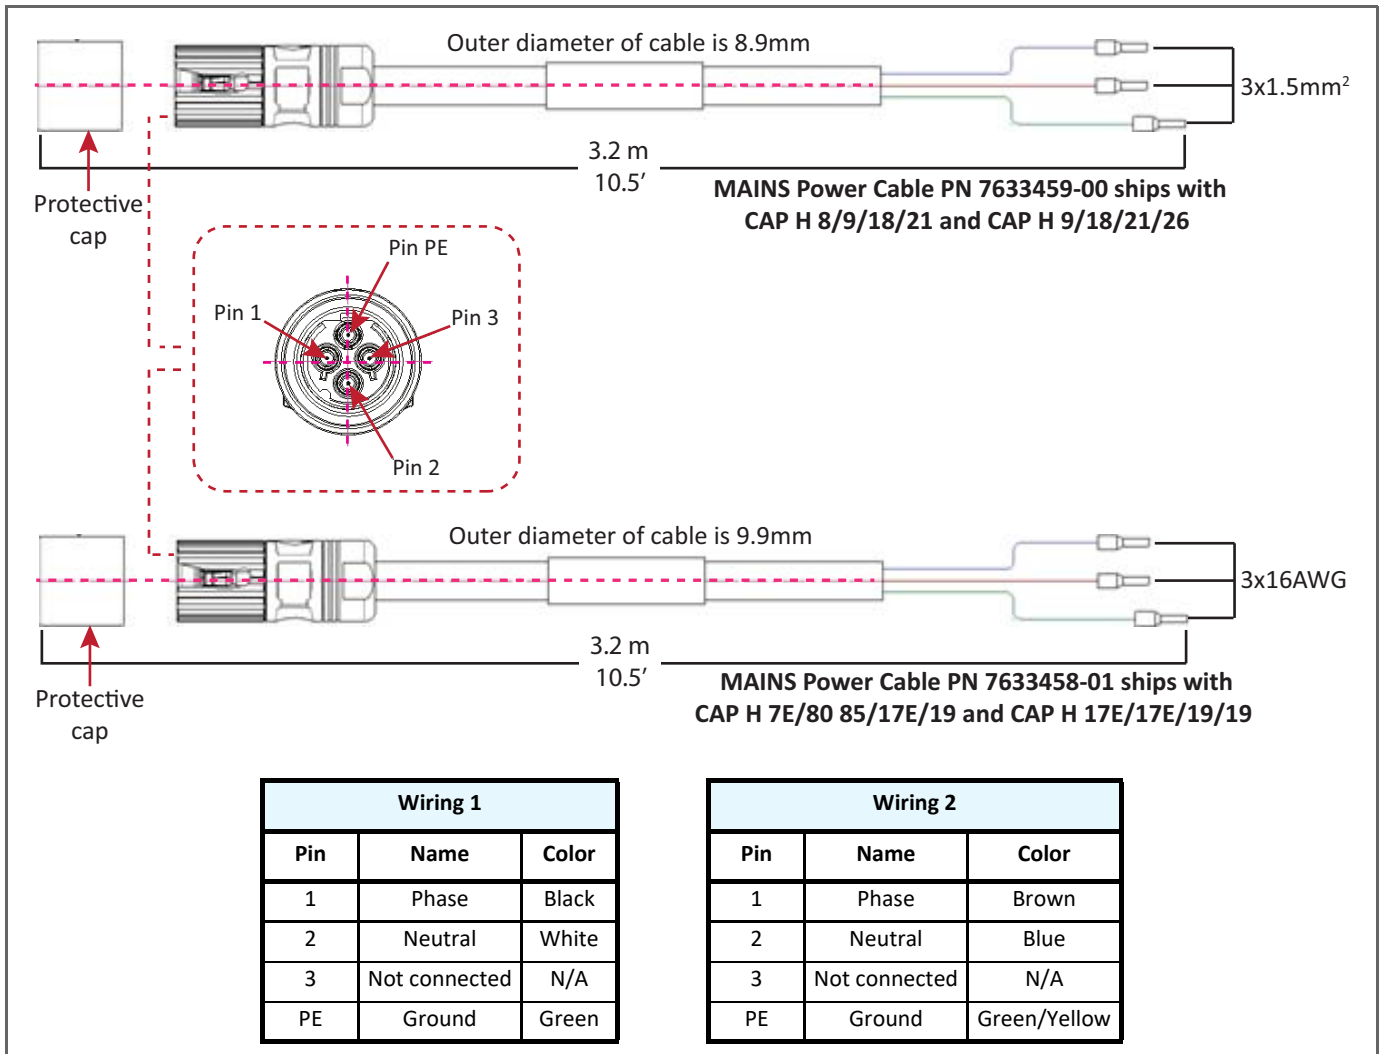 Outer diameter of cable is 8.9mm
3x1.5mm²
3.2 m
10.5’
Protective
cap
MAINS Power Cable PN 7633459-00 ships with
CAP H 8/9/18/21 and CAP H 9/18/21/26
Pin PE
Pin 1
Pin 3
Pin 2
Outer diameter of cable is 9.9mm
3x16AWG
3.2 m
10.5’
Protective
cap
MAINS Power Cable PN 7633458-01 ships with
CAP H 7E/80 85/17E/19 and CAP H 17E/17E/19/19
Wiring 1
Pin Name Color
1 Phase Black
2 Neutral White
3 Not connected N/A
PE Ground Green
Wiring 2
Pin Name Color
1 Phase Brown
2 Neutral Blue
3 Not connected N/A
PE Ground Green/Yellow